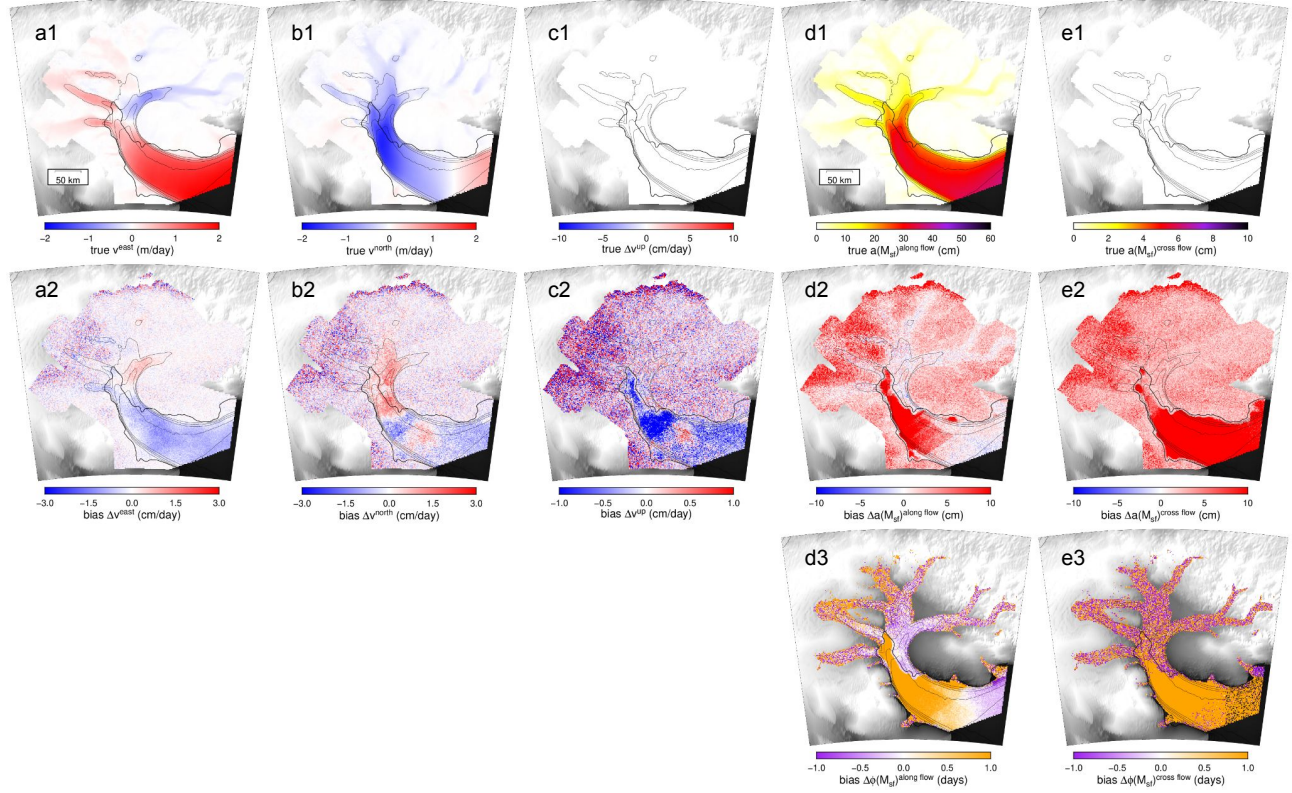 a1
b1
c1
d1
e1
50 km
50 km
−2 −1 0 1 2
−2 −1 0 1 2
−10 −5 0 5 10
0 10 20 30 40 50 60
0 2 4 6 8 10
true v^east (m/day)
true v^north (m/day)
true Δv^up (cm/day)
true a(M_sf)^along flow (cm)
true a(M_sf)^cross flow (cm)
a2
b2
c2
d2
e2
−3.0 −1.5 0.0 1.5 3.0
−3.0 −1.5 0.0 1.5 3.0
−1.0 −0.5 0.0 0.5 1.0
−10 −5 0 5 10
−10 −5 0 5 10
bias Δv^east (cm/day)
bias Δv^north (cm/day)
bias Δv^up (cm/day)
bias Δa(M_sf)^along flow (cm)
bias Δa(M_sf)^cross flow (cm)
d3
e3
−1.0 −0.5 0.0 0.5 1.0
−1.0 −0.5 0.0 0.5 1.0
bias Δϕ(M_sf)^along flow (days)
bias Δϕ(M_sf)^cross flow (days)